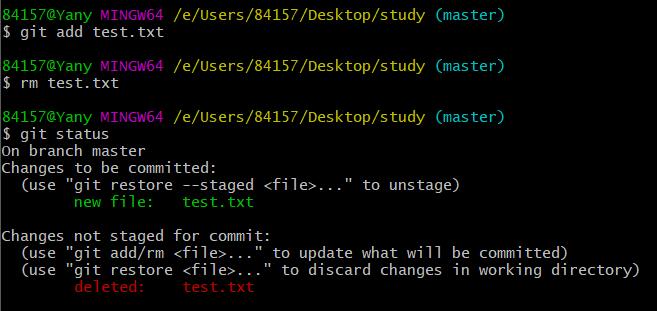 84157@Yany MINGW64 /e/Users/84157/Desktop/study (master)
$ git add test.txt
84157@Yany MINGW64 /e/Users/84157/Desktop/study (master)
$ rm test.txt
84157@Yany MINGW64 /e/Users/84157/Desktop/study (master)
$ git status
On branch master
Changes to be committed:
  (use "git restore --staged <file>..." to unstage)
        new file:   test.txt
Changes not staged for commit:
  (use "git add/rm <file>..." to update what will be committed)
  (use "git restore <file>..." to discard changes in working directory)
        deleted:    test.txt